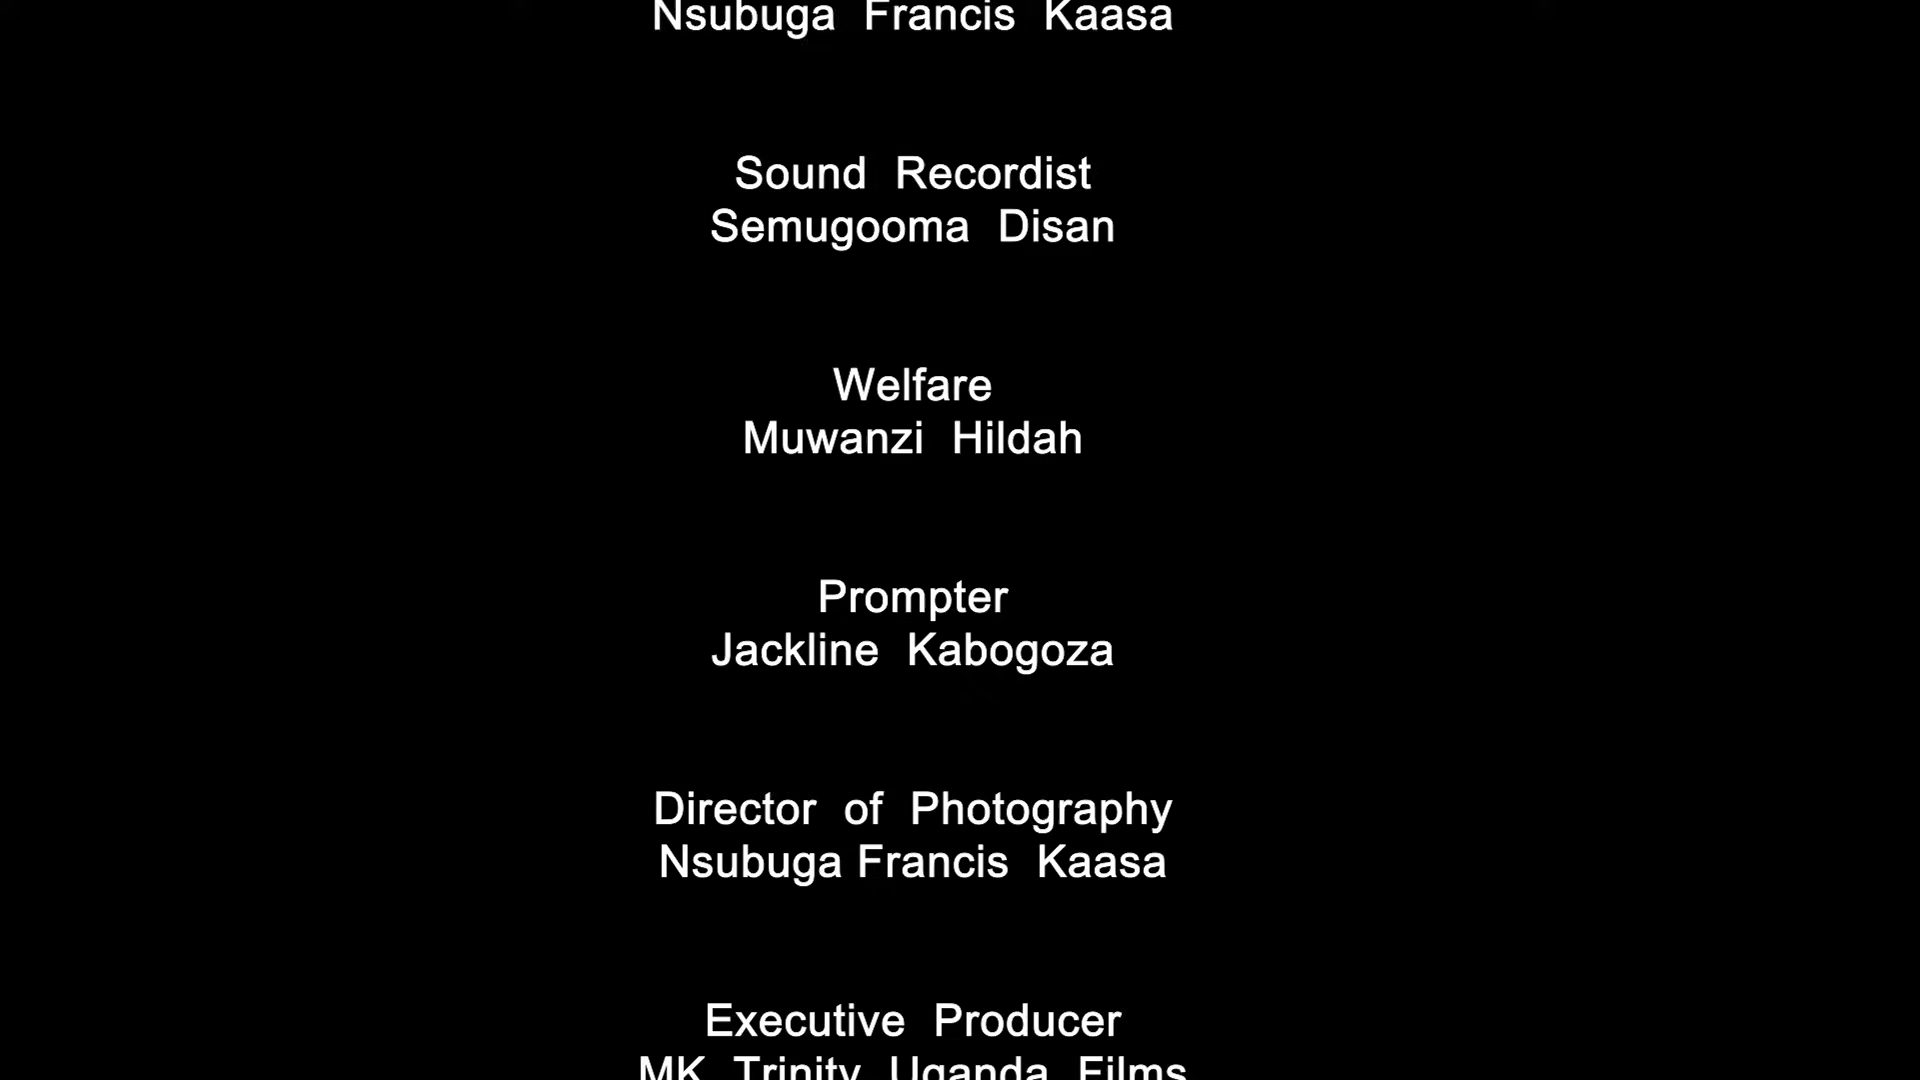 Nsubuga Francis Kaasa
Sound Recordist
Semugooma Disan
Welfare
Muwanzi Hildah
Prompter
Jackline Kabogoza
Director of Photography
Nsubuga Francis Kaasa
Executive Producer
MK Trinity Uganda Films